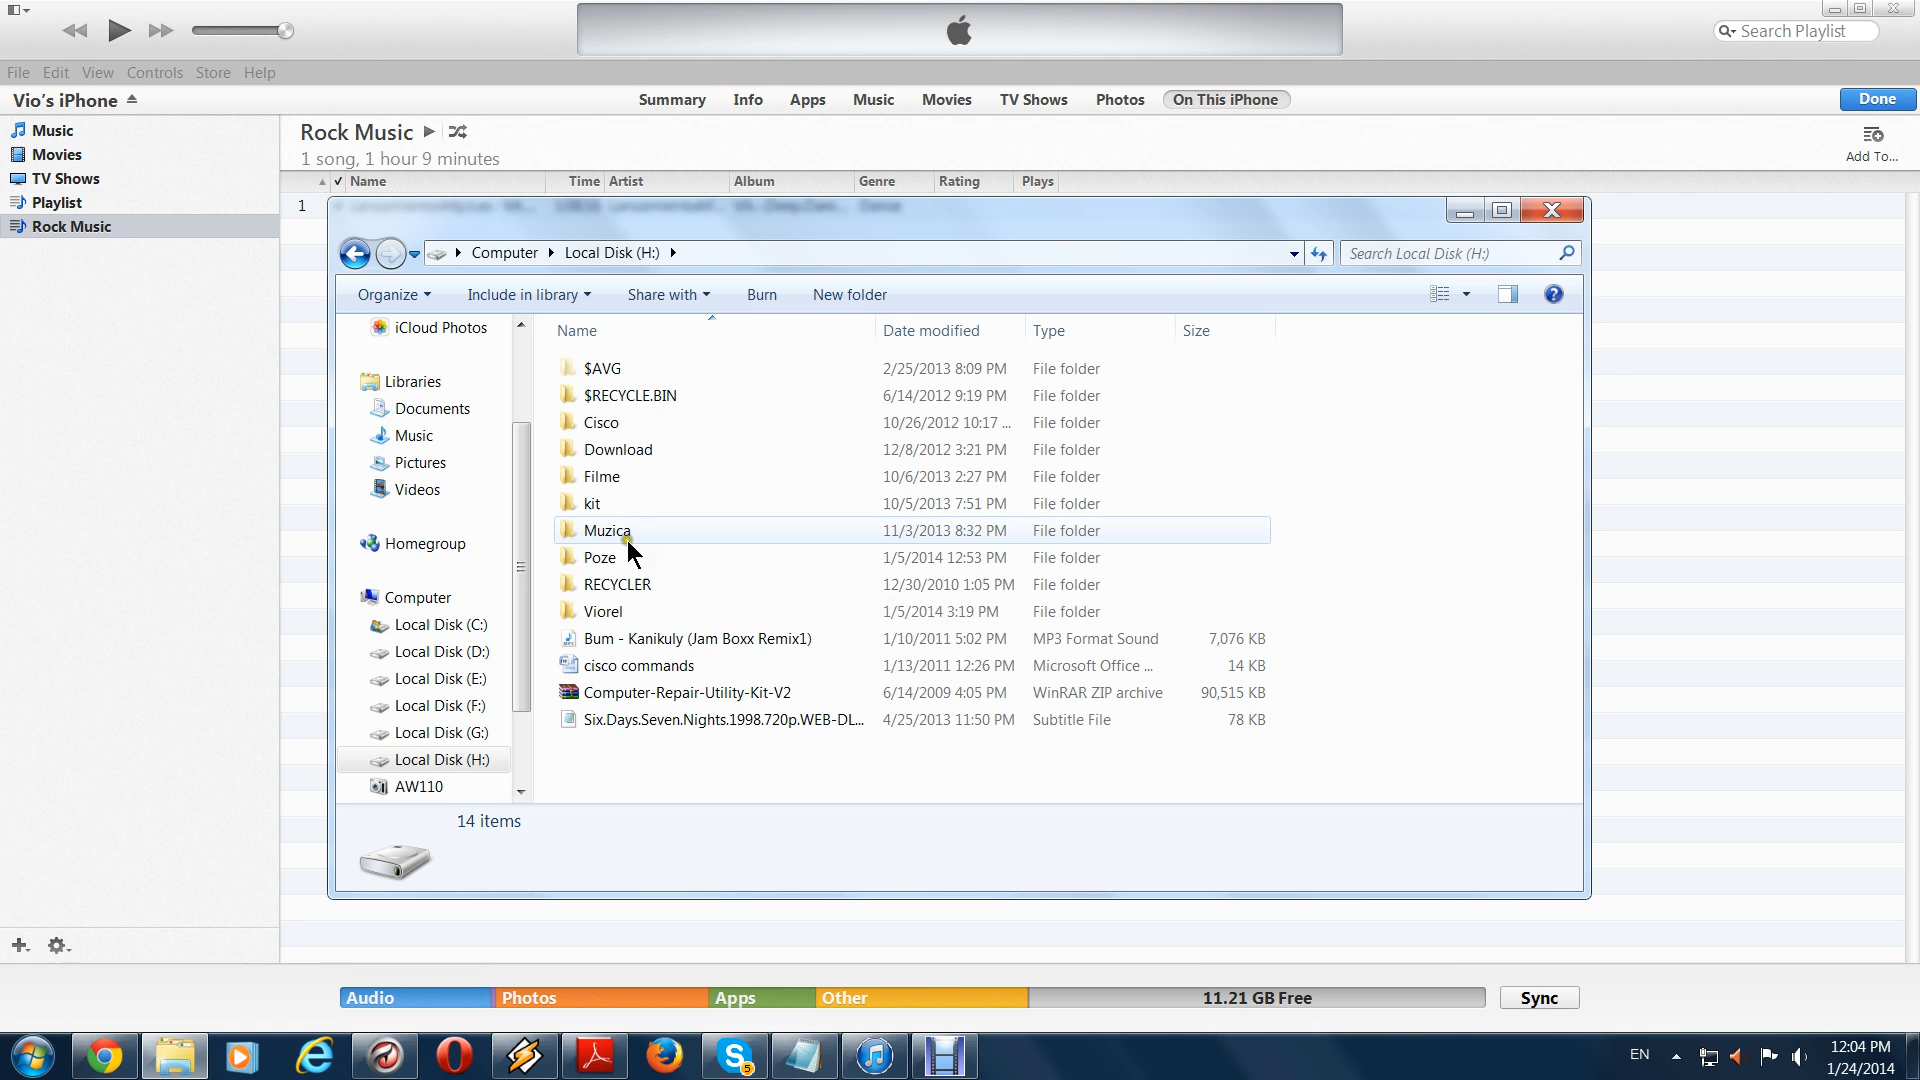 Search Playlist
File Edit View Controls Store Help
Vio's iPhone
Summary Info Apps Music Movies TV Shows Photos On This iPhone
Done
Music
Movies
TV Shows
Playlist
Rock Music
Rock Music
1 song, 1 hour 9 minutes
Add To...
Name Time Artist Album Genre Rating Plays
1
Computer Local Disk (H:)
Search Local Disk (H:)
Organize Include in library Share with Burn New folder
iCloud Photos
Libraries
Documents
Music
Pictures
Videos
Homegroup
Computer
Local Disk (C:)
Local Disk (D:)
Local Disk (E:)
Local Disk (F:)
Local Disk (G:)
Local Disk (H:)
AW110
Name Date modified Type Size
$AVG 2/25/2013 8:09 PM File folder
$RECYCLE.BIN 6/14/2012 9:19 PM File folder
Cisco 10/26/2012 10:17 ... File folder
Download 12/8/2012 3:21 PM File folder
Filme 10/6/2013 2:27 PM File folder
kit 10/5/2013 7:51 PM File folder
Muzica 11/3/2013 8:32 PM File folder
Poze 1/5/2014 12:53 PM File folder
RECYCLER 12/30/2010 1:05 PM File folder
Viorel 1/5/2014 3:19 PM File folder
Bum - Kanikuly (Jam Boxx Remix1) 1/10/2011 5:02 PM MP3 Format Sound 7,076 KB
cisco commands 1/13/2011 12:26 PM Microsoft Office ... 14 KB
Computer-Repair-Utility-Kit-V2 6/14/2009 4:05 PM WinRAR ZIP archive 90,515 KB
Six.Days.Seven.Nights.1998.720p.WEB-DL... 4/25/2013 11:50 PM Subtitle File 78 KB
14 items
Audio Photos Apps Other 11.21 GB Free Sync
5
EN
12:04 PM
1/24/2014